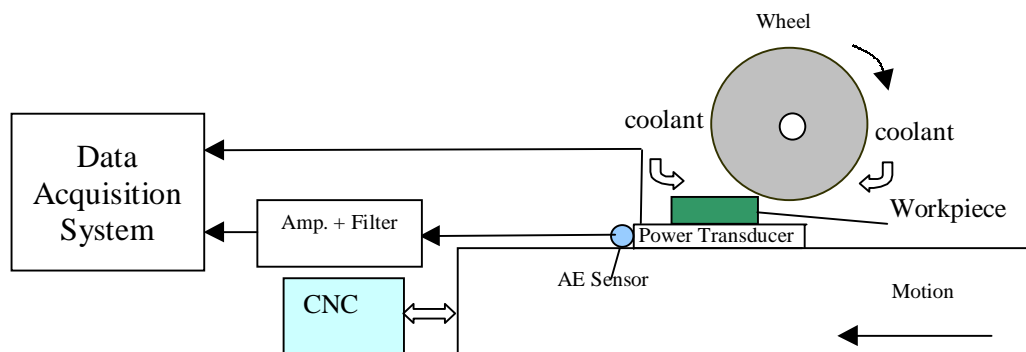 Wheel
coolant
coolant
Data
Acquisition
System
Amp. + Filter
Workpiece
Power Transducer
AE Sensor
CNC
Motion